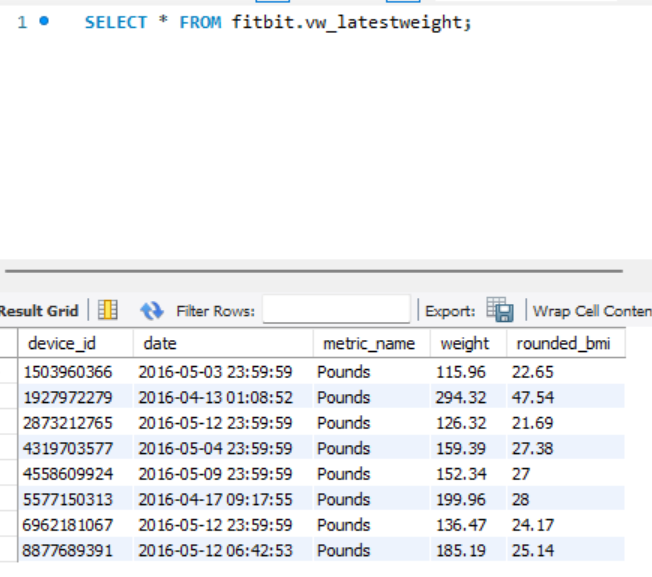 1 SELECT * FROM fitbit.vw_latestweight;
Result Grid Filter Rows: Export: Wrap Cell Conten
device_id date metric_name weight rounded_bmi
1503960366 2016-05-03 23:59:59 Pounds 115.96 22.65
1927972279 2016-04-13 01:08:52 Pounds 294.32 47.54
2873212765 2016-05-12 23:59:59 Pounds 126.32 21.69
4319703577 2016-05-04 23:59:59 Pounds 159.39 27.38
4558609924 2016-05-09 23:59:59 Pounds 152.34 27
5577150313 2016-04-17 09:17:55 Pounds 199.96 28
6962181067 2016-05-12 23:59:59 Pounds 136.47 24.17
8877689391 2016-05-12 06:42:53 Pounds 185.19 25.14